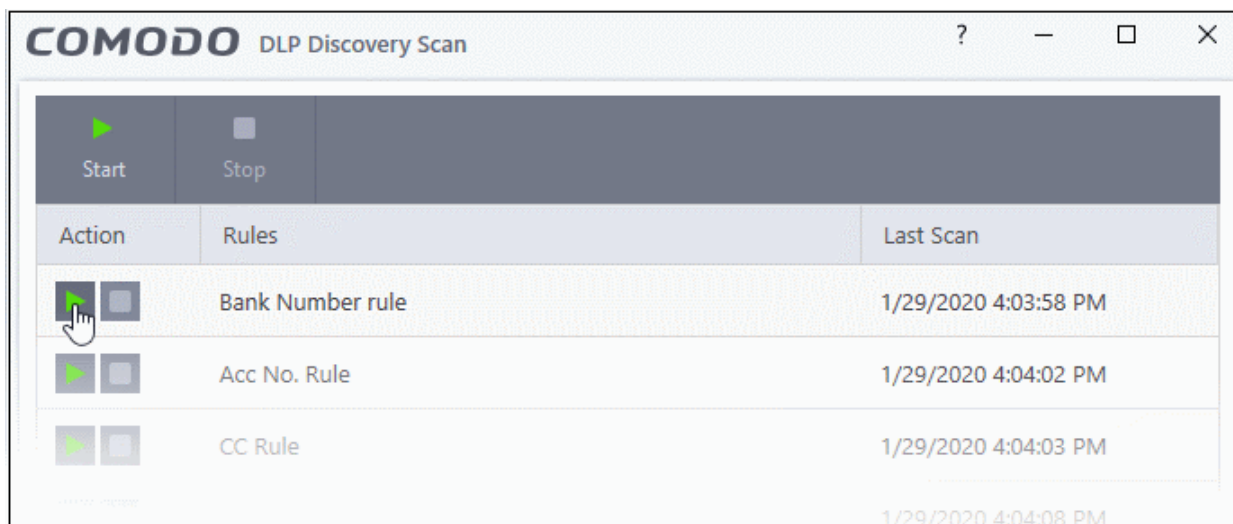 COMODO DLP Discovery Scan ?
Start Stop
Action Rules Last Scan
Bank Number rule 1/29/2020 4:03:58 PM
Acc No. Rule 1/29/2020 4:04:02 PM
CC Rule 1/29/2020 4:04:03 PM
1/29/2020 4:04:08 PM